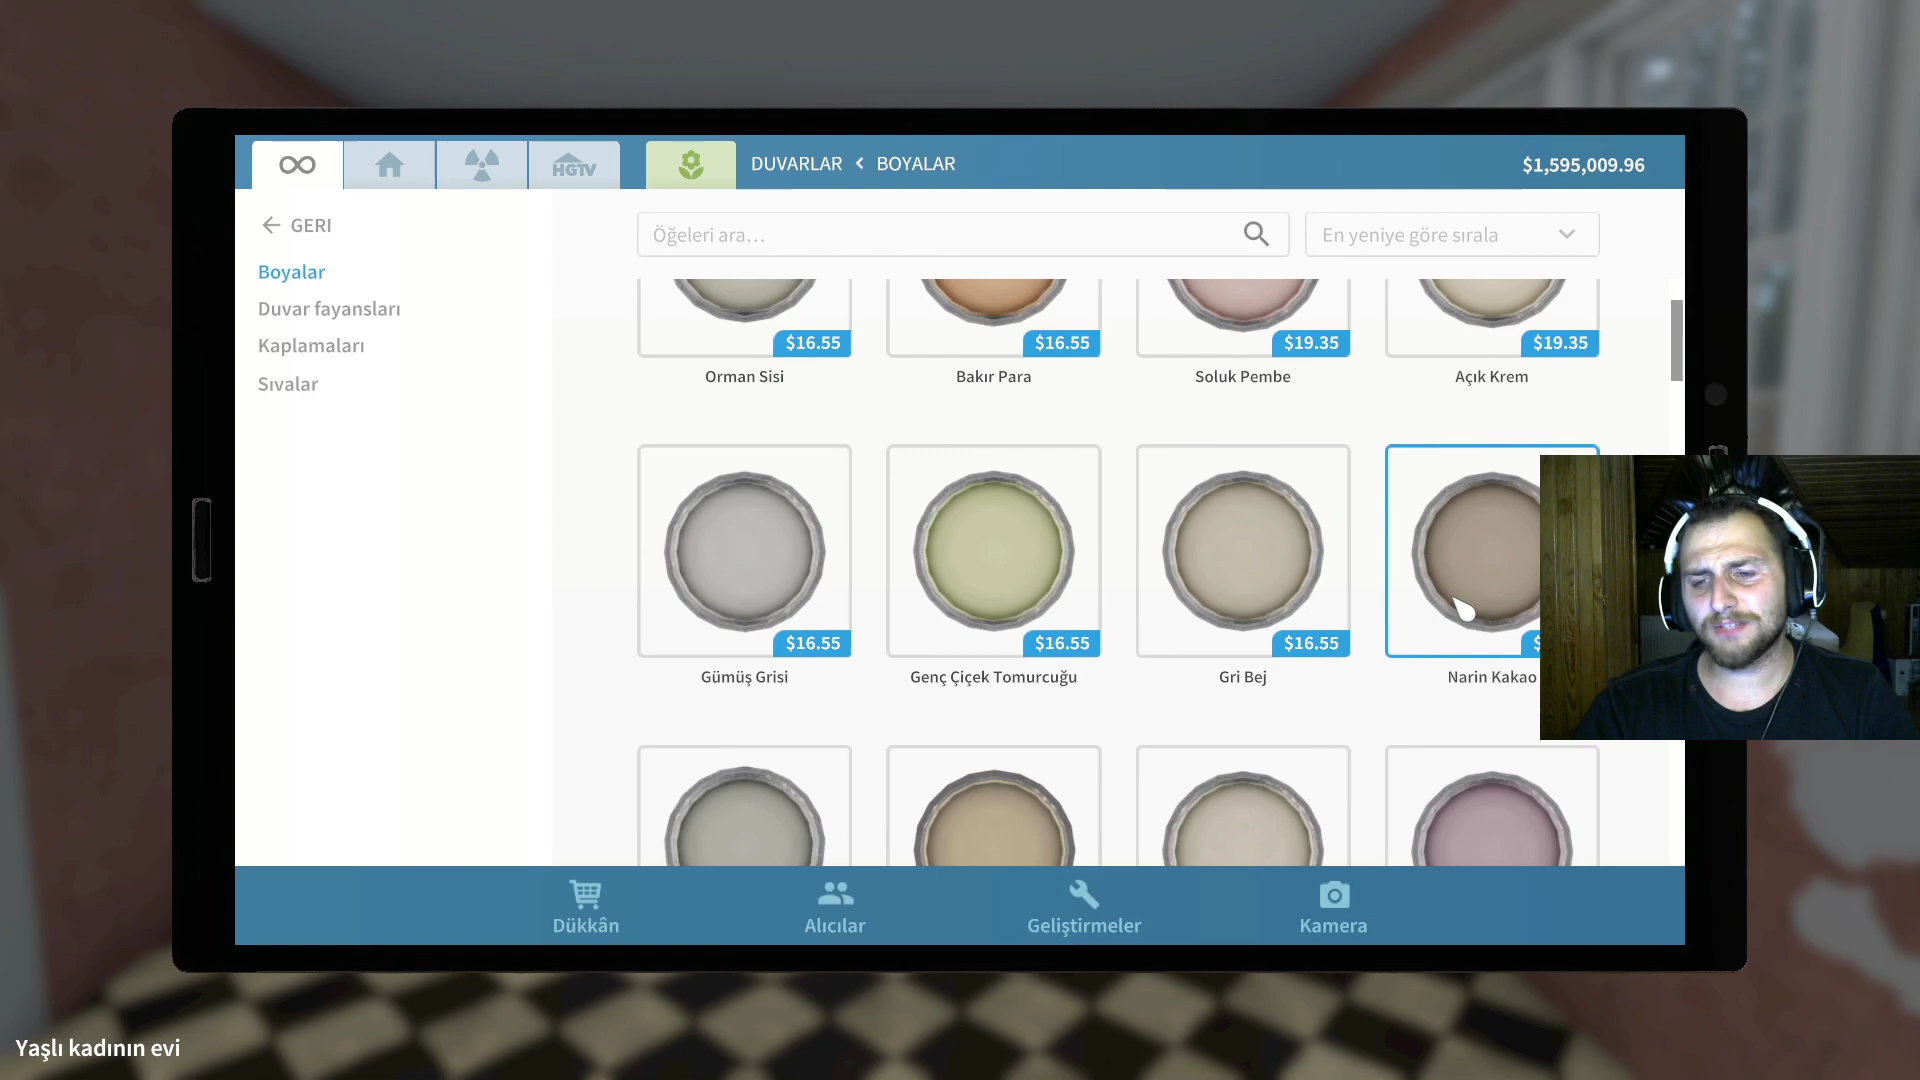 HGTV
DUVARLAR < BOYALAR
$1,595,009.96
GERI
Öğeleri ara...
En yeniye göre sırala
Boyalar
Duvar fayansları
Kaplamaları
Sıvalar
$16.55
$16.55
$19.35
$19.35
Orman Sisi
Bakır Para
Soluk Pembe
Açık Krem
$16.55
$16.55
$16.55
$
Gümüş Grisi
Genç Çiçek Tomurcuğu
Gri Bej
Narin Kakao
Dükkân
Alıcılar
Geliştirmeler
Kamera
Yaşlı kadının evi